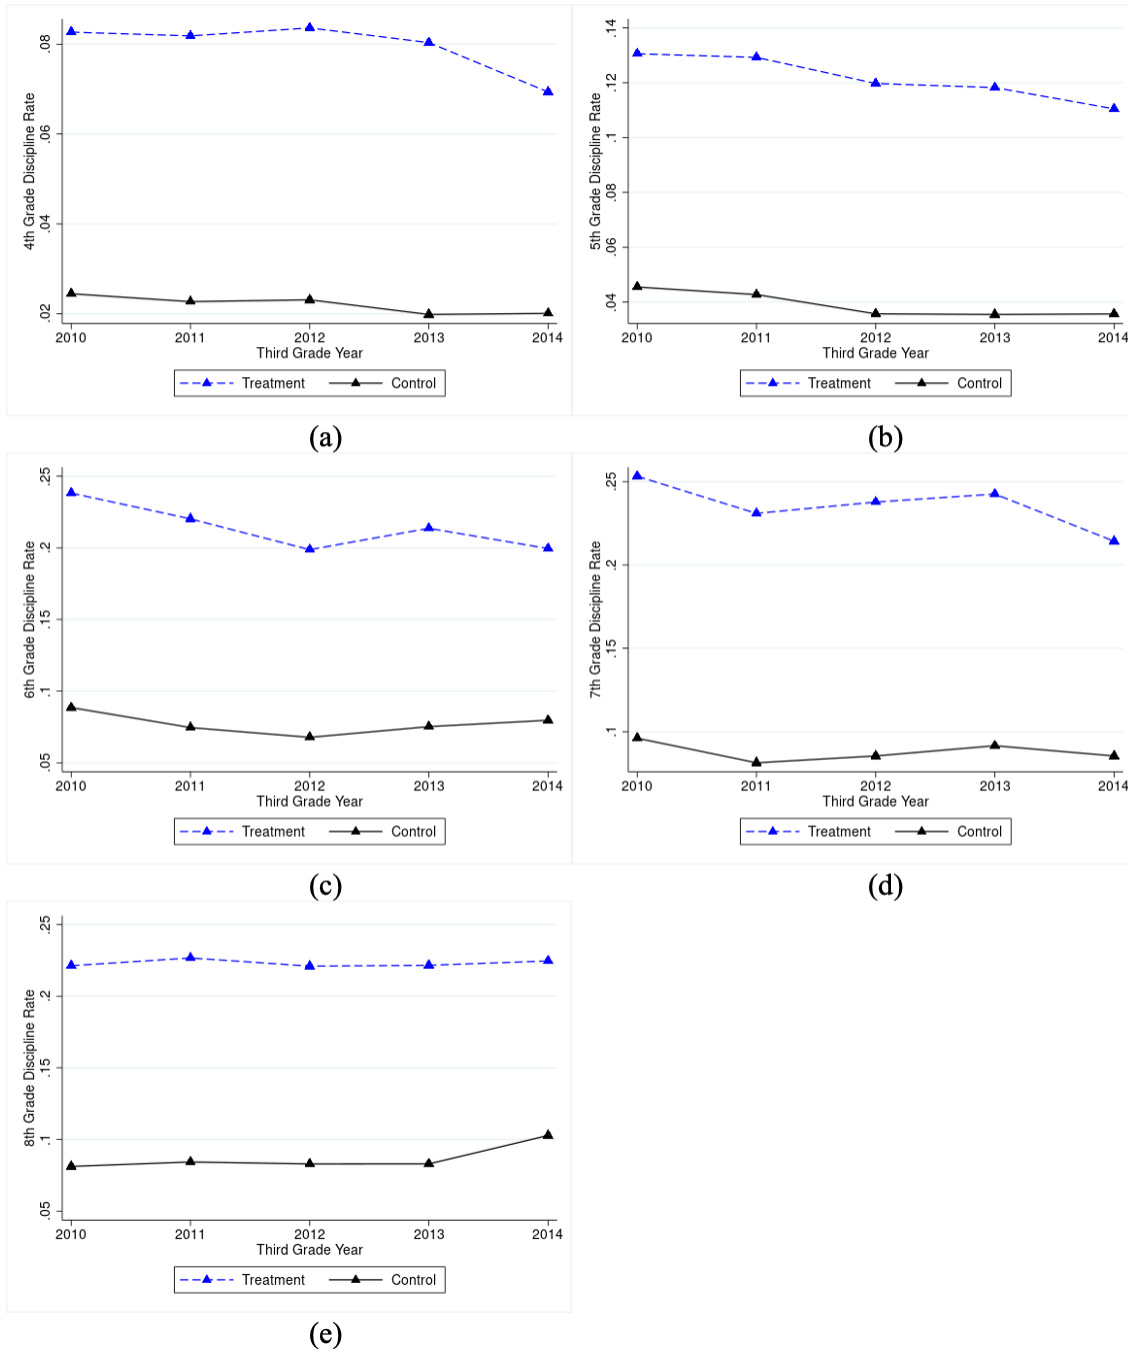 4th Grade Discipline Rate
.08
.06
.04
.02
2010 2011 2012 2013 2014
Third Grade Year
Treatment Control
(a)
5th Grade Discipline Rate
.14
.12
.1
.08
.06
.04
2010 2011 2012 2013 2014
Third Grade Year
Treatment Control
(b)
6th Grade Discipline Rate
.25
.2
.15
.1
.05
2010 2011 2012 2013 2014
Third Grade Year
Treatment Control
(c)
7th Grade Discipline Rate
.25
.2
.15
.1
2010 2011 2012 2013 2014
Third Grade Year
Treatment Control
(d)
8th Grade Discipline Rate
.25
.2
.15
.1
.05
2010 2011 2012 2013 2014
Third Grade Year
Treatment Control
(e)